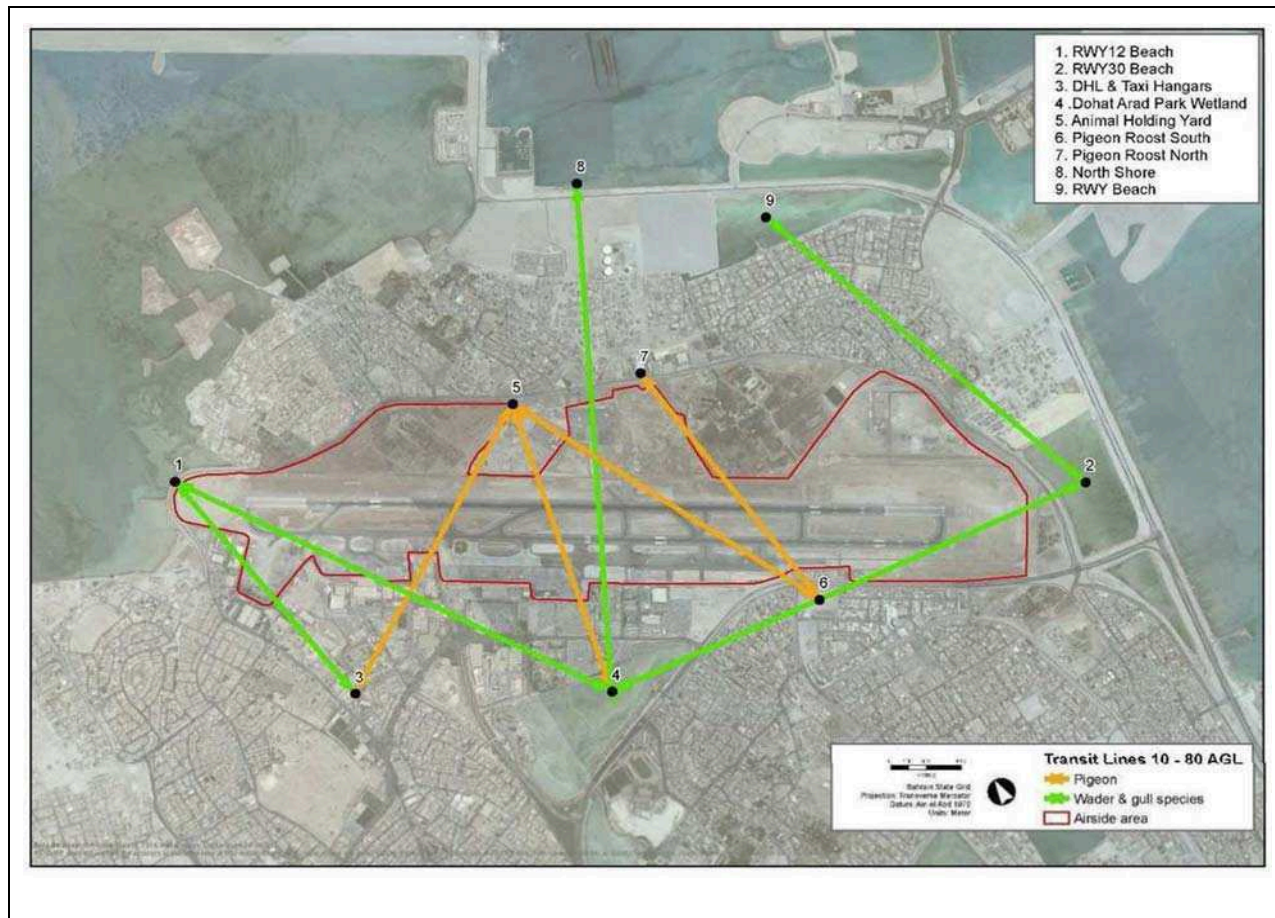 1. RWY12 Beach
2. RWY30 Beach
3. DHL & Taxi Hangars
4 .Dohat Arad Park Wetland
5. Animal Holding Yard
6. Pigeon Roost South
7. Pigeon Roost North
8. North Shore
9. RWY Beach
8
9
7
5
1
2
6
3
4
Transit Lines 10 - 80 AGL
Pigeon
Wader & gull species
Airside area
Bahrain State Grid
Projection: Transverse Mercator
Datum: Ain el Abd 1970
Units: Meter